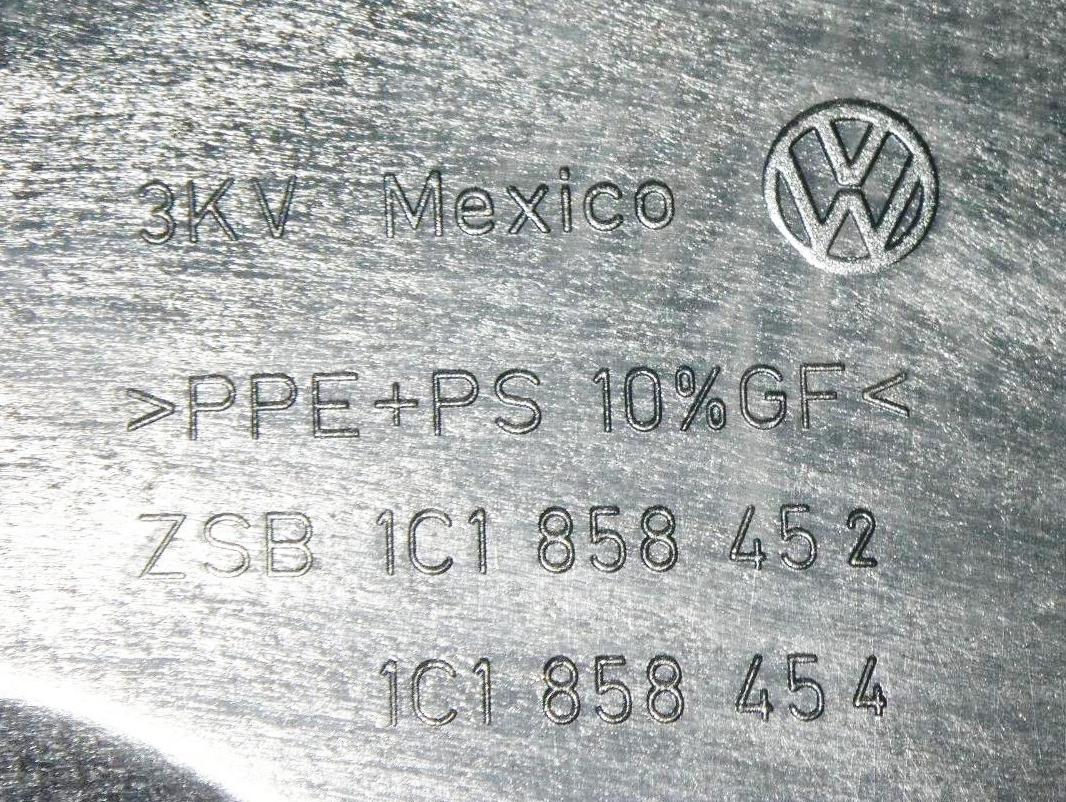 3KV Mexico
>PPE+PS 10%GF<
ZSB 1C1 858 452
1C1 858 454